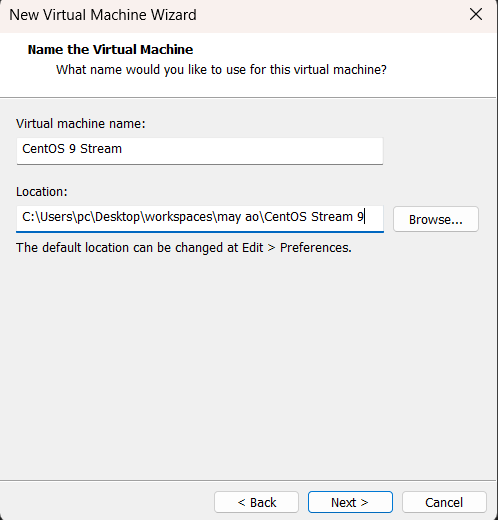 New Virtual Machine Wizard
Name the Virtual Machine
What name would you like to use for this virtual machine?
Virtual machine name:
CentOS 9 Stream
Location:
C:\Users\pc\Desktop\workspaces\may ao\CentOS Stream 9
Browse...
The default location can be changed at Edit > Preferences.
< Back
Next >
Cancel